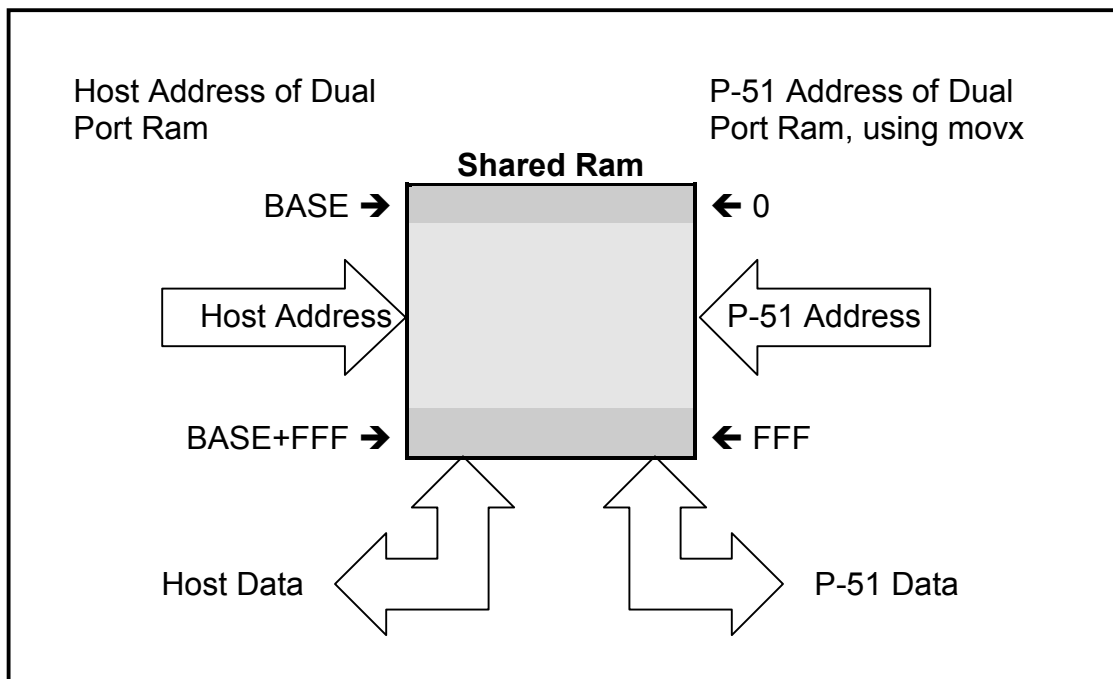 Host Address of Dual
Port Ram
P-51 Address of Dual
Port Ram, using movx
Shared Ram
BASE ➔
← 0
Host Address
P-51 Address
BASE+FFF ➔
← FFF
Host Data
P-51 Data